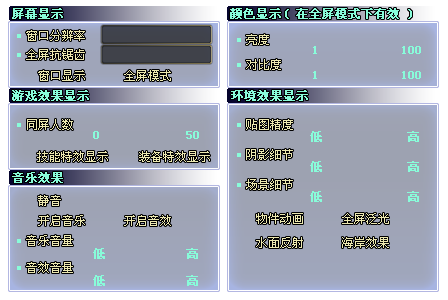 屏幕显示
窗口分辨率
全屏抗锯齿
窗口显示 全屏模式
游戏效果显示
同屏人数
0 50
技能特效显示 装备特效显示
音乐效果
静音
开启音乐 开启音效
音乐音量
低 高
音效音量
低 高
颜色显示(在全屏模式下有效)
亮度
1 100
对比度
1 100
环境效果显示
贴图精度
低 高
阴影细节
低 高
场景细节
低 高
物件动画 全屏泛光
水面反射 海岸效果